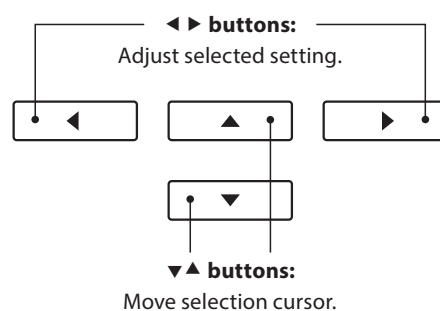 ◀ ▶ buttons:
Adjust selected setting.
◀
▲
▶
▼
▼▲ buttons:
Move selection cursor.